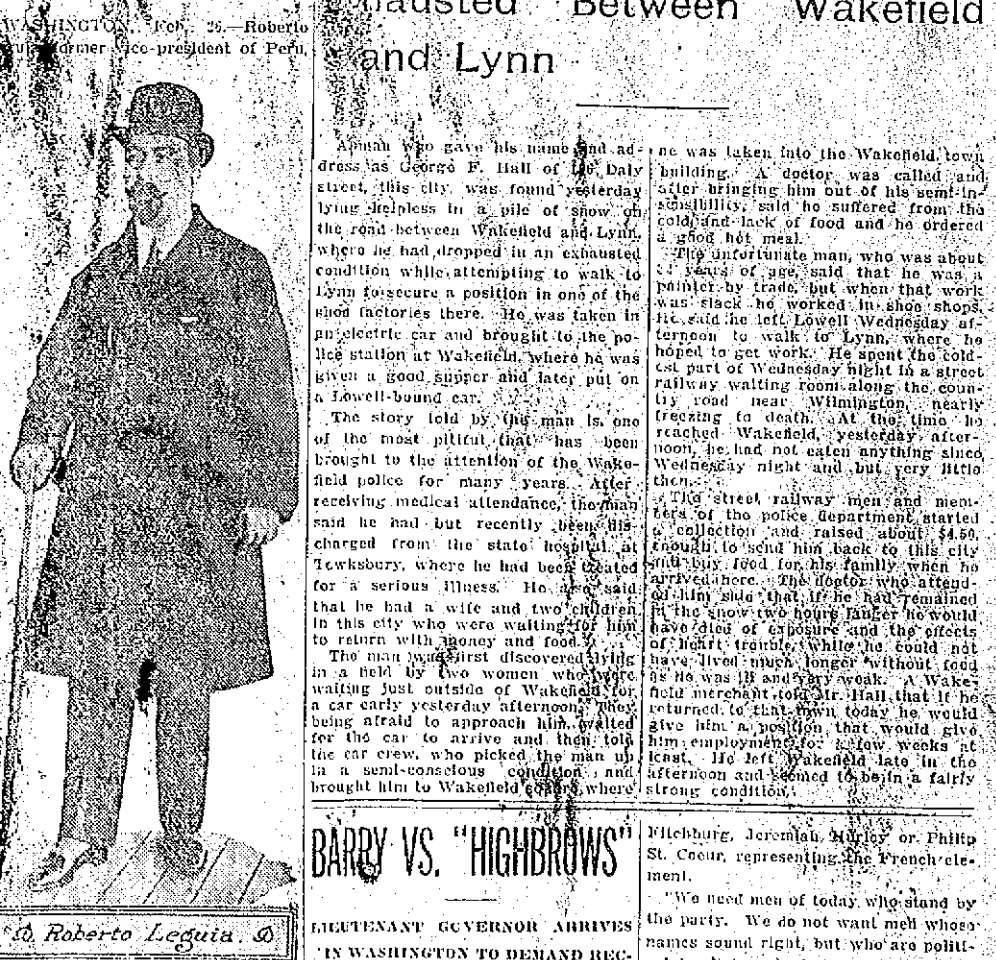 WASHINGTON, Feb. 26.—Roberto
former Vice-president of Peru,
Roberto Leguia.
Between Wakefield
and Lynn
A man who gave his name and ad-
dress as George F. Hall of Daly
street, this city, was found yesterday
lying helpless in a pile of snow on
the road between Wakefield and Lynn,
where he had dropped in an exhausted
condition while attempting to walk to
Lynn to secure a position in one of the
shoe factories there. He was taken in
an electric car and brought to the po-
lice station at Wakefield, where he was
given a good supper and later put on
a Lowell-bound car.
The story told by the man is one
of the most pitiful that has been
brought to the attention of the Wake-
field police for many years. After
receiving medical attendance, the man
said he had but recently been dis-
charged from the state hospital at
Tewksbury, where he had been treated
for a serious illness. He also said
that he had a wife and two children
in this city who were waiting for him
to return with money and food.
The man was first discovered lying
in a field by two women who were
waiting just outside of Wakefield for
a car early yesterday afternoon. They
being afraid to approach him, waited
for the car to arrive and then told
the car crew, who picked the man up
in a semi-conscious condition and
brought him to Wakefield square where
he was taken into the Wakefield town
building. A doctor was called and
after bringing him out of his semi-in-
sensibility, said he suffered from the
cold and lack of food and he ordered
a good hot meal.
The unfortunate man, who was about
years of age, said that he was a
painter by trade, but when that work
was slack he worked in shoe shops.
He said he left Lowell Wednesday af-
ternoon to walk to Lynn, where he
hoped to get work. He spent the cold-
est part of Wednesday night in a street
railway waiting room along the coun-
try road near Wilmington, nearly
freezing to death. At the time he
reached Wakefield, yesterday after-
noon, he had not eaten anything since
Wednesday night and but very little
then.
The street railway men and mem-
bers of the police department started
a collection and raised about $4.50,
enough to send him back to this city
and buy food for his family when he
arrived here. The doctor who attend-
ed him said that if he had remained
in the snow two hours longer he would
have died of exposure and the effects
of heart trouble, while he could not
have lived much longer without food
as he was ill and very weak. A Wake-
field merchant told Mr. Hall that if he
returned to that town today he would
give him a position that would give
him employment for a few weeks at
least. He left Wakefield late in the
afternoon and seemed to be in a fairly
strong condition.
BARRY VS. "HIGHBROWS"
LIEUTENANT GOVERNOR ARRIVES
IN WASHINGTON TO DEMAND REC-
Fitchburg, Jeremiah Hurley or Philip
St. Coeur, representing the French ele-
ment.
"We need men of today who stand by
the party. We do not want men whose
names sound right, but who are politi-